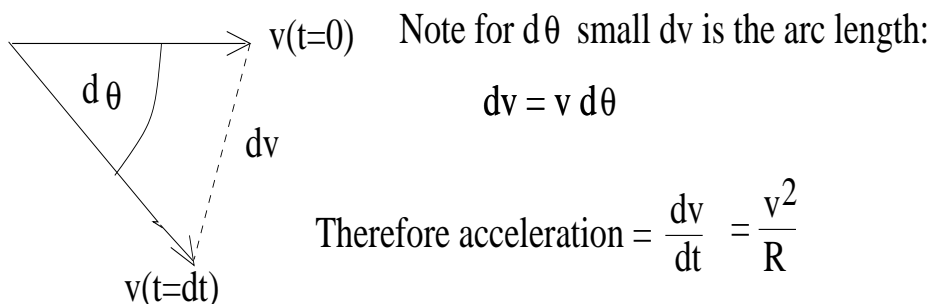 v(t=0)
Note for dθ small dv is the arc length:
dθ
dv = v dθ
dv
Therefore acceleration = dv/dt = v²/R
v(t=dt)